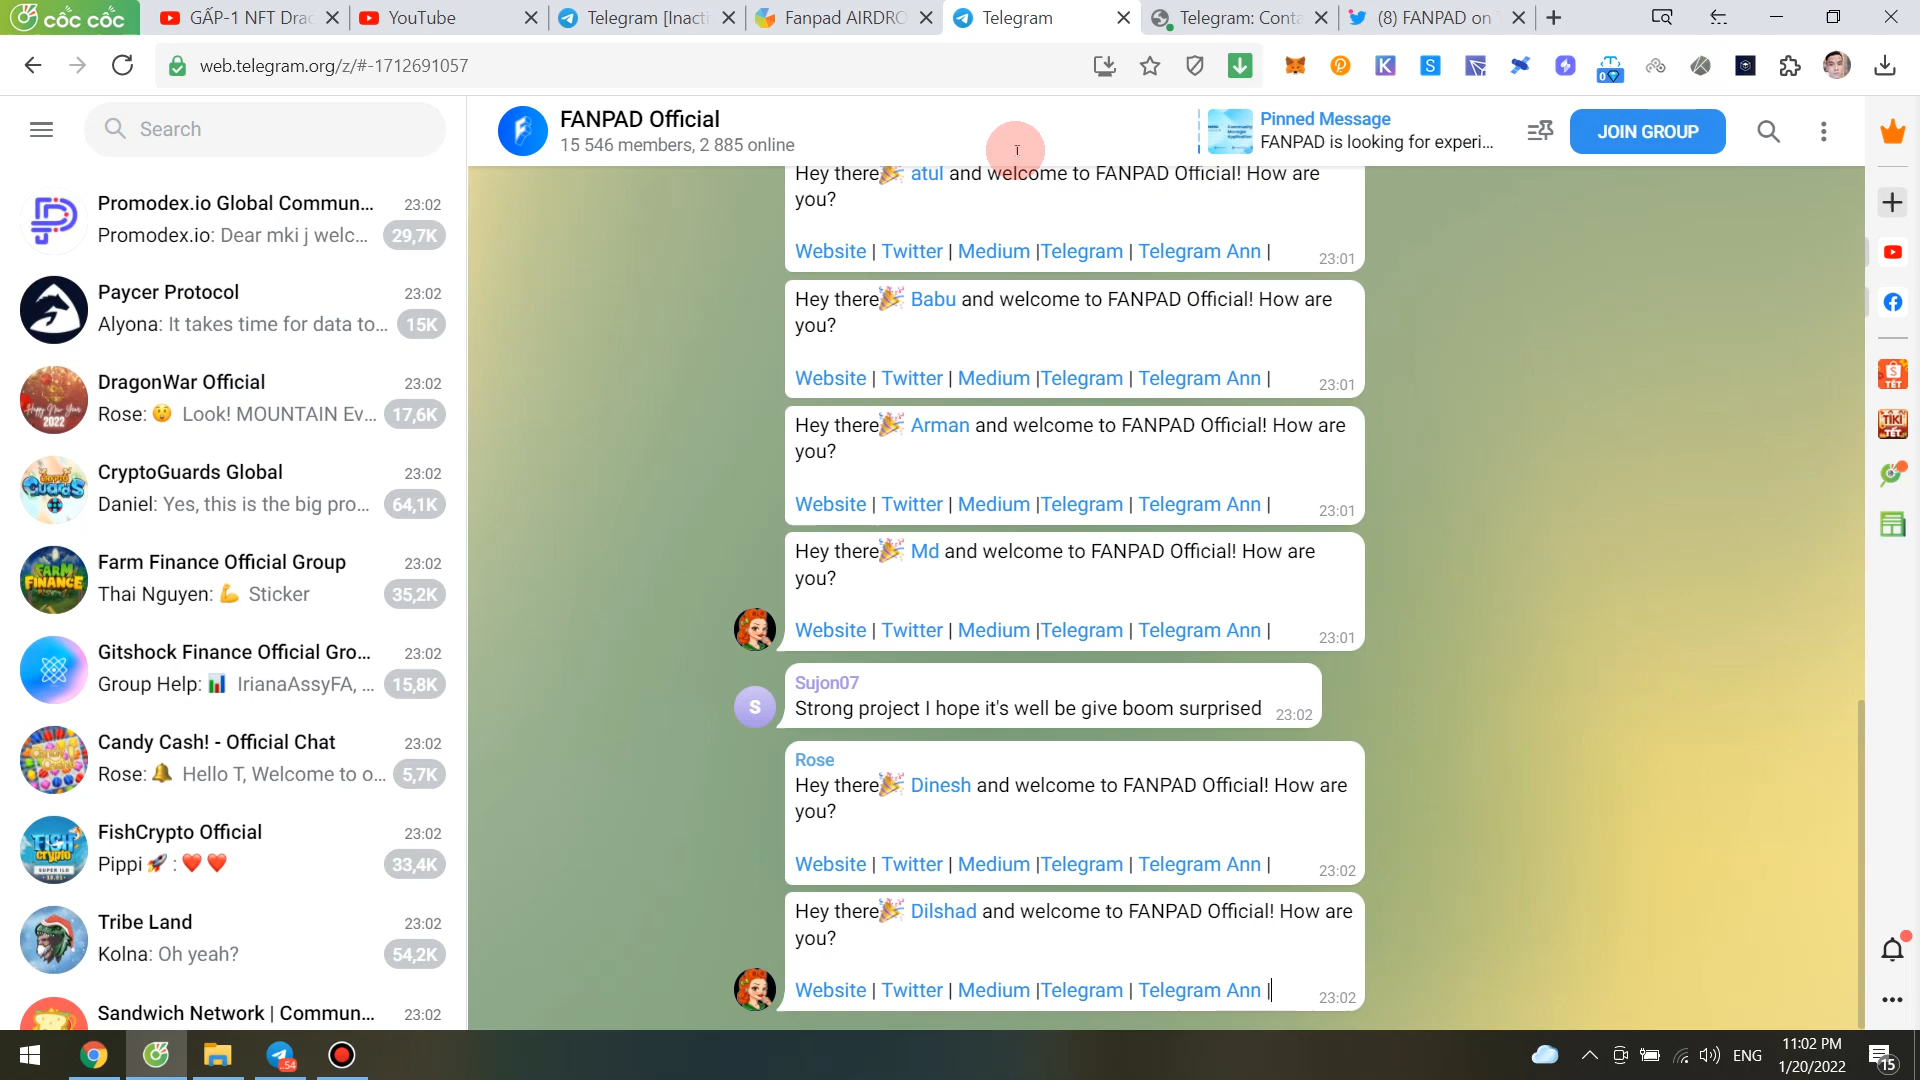 cốc cốc
GẤP-1 NFT Drac
YouTube
Telegram [Inacti
Fanpad AIRDRO
Telegram
Telegram: Conta
(8) FANPAD on
web.telegram.org/z/#-1712691057
Search
Promodex.io Global Commun... 23:02
Promodex.io: Dear mki j welc... 29,7K
Paycer Protocol 23:02
Alyona: It takes time for data to... 15K
DragonWar Official 23:02
Rose: 😲 Look! MOUNTAIN Ev... 17,6K
CryptoGuards Global 23:02
Daniel: Yes, this is the big pro... 64,1K
Farm Finance Official Group 23:02
Thai Nguyen: 💪 Sticker 35,2K
Gitshock Finance Official Gro... 23:02
Group Help: 📊 IrianaAssyFA, ... 15,8K
Candy Cash! - Official Chat 23:02
Rose: 🔔 Hello T, Welcome to o... 5,7K
FishCrypto Official 23:02
Pippi 🚀 : ❤️ ❤️ 33,4K
Tribe Land 23:02
Kolna: Oh yeah? 54,2K
Sandwich Network | Commun... 23:02
FANPAD Official
15 546 members, 2 885 online
Pinned Message
FANPAD is looking for experi...
JOIN GROUP
Hey there🎉 atul and welcome to FANPAD Official! How are
you?
Website | Twitter | Medium |Telegram | Telegram Ann | 23:01
Hey there🎉 Babu and welcome to FANPAD Official! How are
you?
Website | Twitter | Medium |Telegram | Telegram Ann | 23:01
Hey there🎉 Arman and welcome to FANPAD Official! How are
you?
Website | Twitter | Medium |Telegram | Telegram Ann | 23:01
Hey there🎉 Md and welcome to FANPAD Official! How are
you?
Website | Twitter | Medium |Telegram | Telegram Ann | 23:01
S
Sujon07
Strong project I hope it's well be give boom surprised 23:02
Rose
Hey there🎉 Dinesh and welcome to FANPAD Official! How are
you?
Website | Twitter | Medium |Telegram | Telegram Ann | 23:02
Hey there🎉 Dilshad and welcome to FANPAD Official! How are
you?
Website | Twitter | Medium |Telegram | Telegram Ann | 23:02
54
ENG
11:02 PM
1/20/2022
15